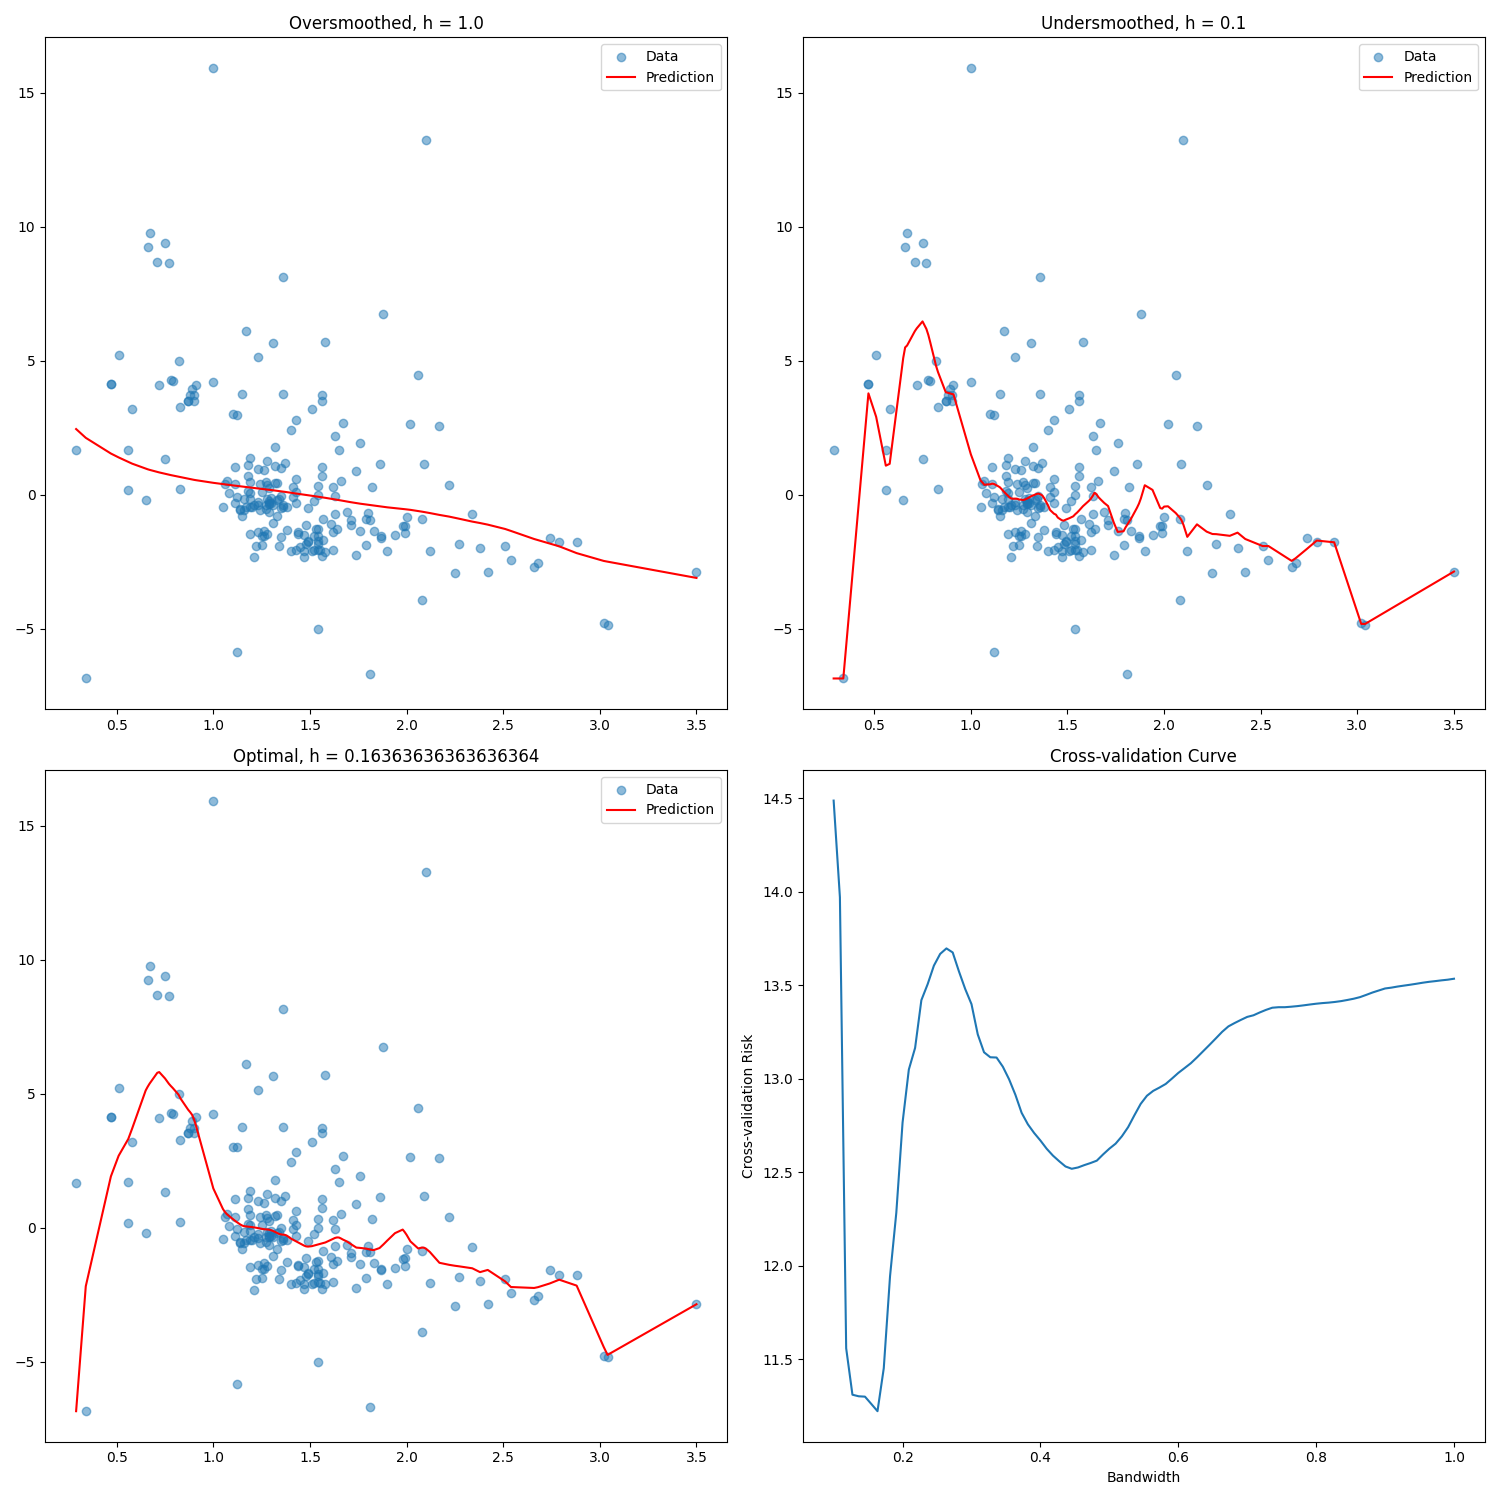 Oversmoothed, h = 1.0
Data
Prediction
15
10
5
0
−5
0.5 1.0 1.5 2.0 2.5 3.0 3.5
Undersmoothed, h = 0.1
Data
Prediction
15
10
5
0
−5
0.5 1.0 1.5 2.0 2.5 3.0 3.5
Optimal, h = 0.16363636363636364
Data
Prediction
15
10
5
0
−5
0.5 1.0 1.5 2.0 2.5 3.0 3.5
Cross-validation Curve
Cross-validation Risk
14.5
14.0
13.5
13.0
12.5
12.0
11.5
0.2 0.4 0.6 0.8 1.0
Bandwidth